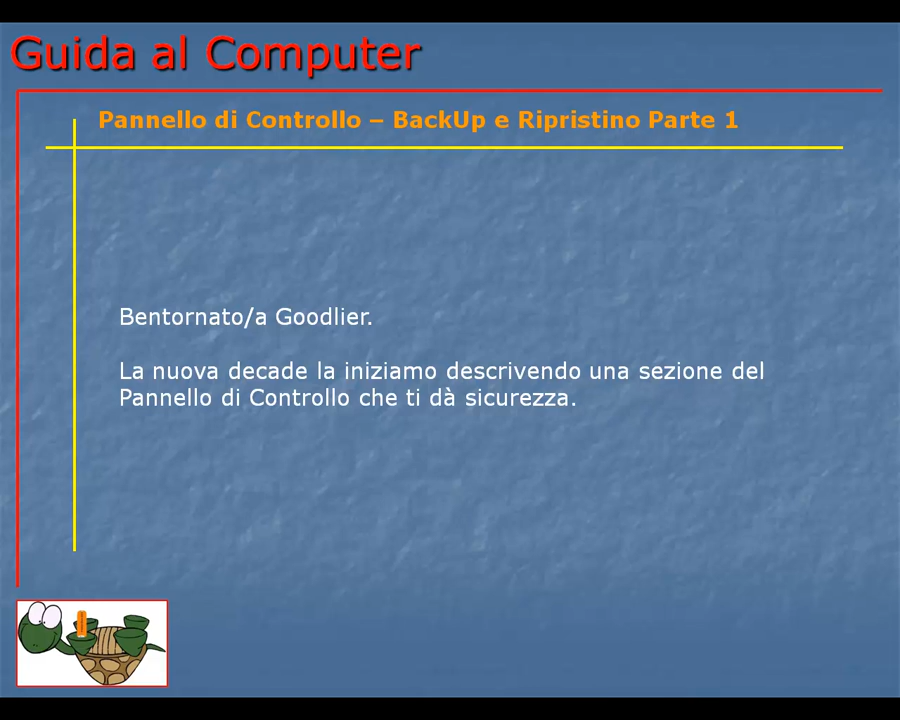 Guida al Computer
Pannello di Controllo – BackUp e Ripristino Parte 1
Bentornato/a Goodlier.
La nuova decade la iniziamo descrivendo una sezione del
Pannello di Controllo che ti dà sicurezza.